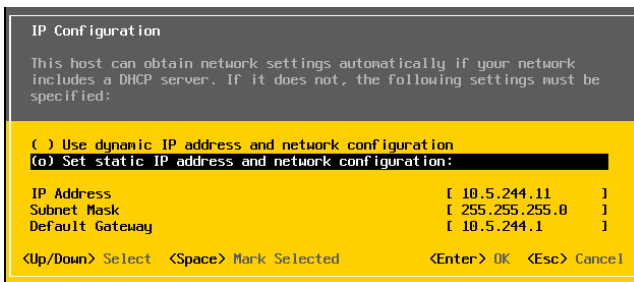 IP Configuration
This host can obtain network settings automatically if your network
includes a DHCP server. If it does not, the following settings must be
specified:
( ) Use dynamic IP address and network configuration
(o) Set static IP address and network configuration:
IP Address [ 10.5.244.11 ]
Subnet Mask [ 255.255.255.0 ]
Default Gateway [ 10.5.244.1 ]
<Up/Down> Select <Space> Mark Selected <Enter> OK <Esc> Cancel